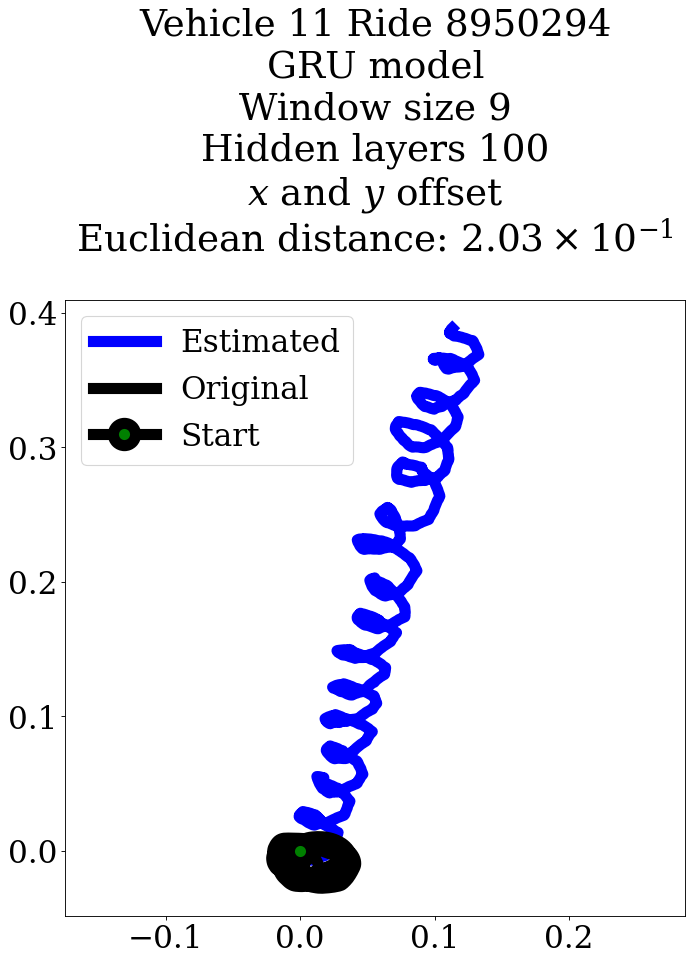 Vehicle 11 Ride 8950294
GRU model
Window size 9
Hidden layers 100
x and y offset
Euclidean distance: 2.03 × 10⁻¹
0.4
Estimated
Original
Start
0.3
0.2
0.1
0.0
−0.1 0.0 0.1 0.2